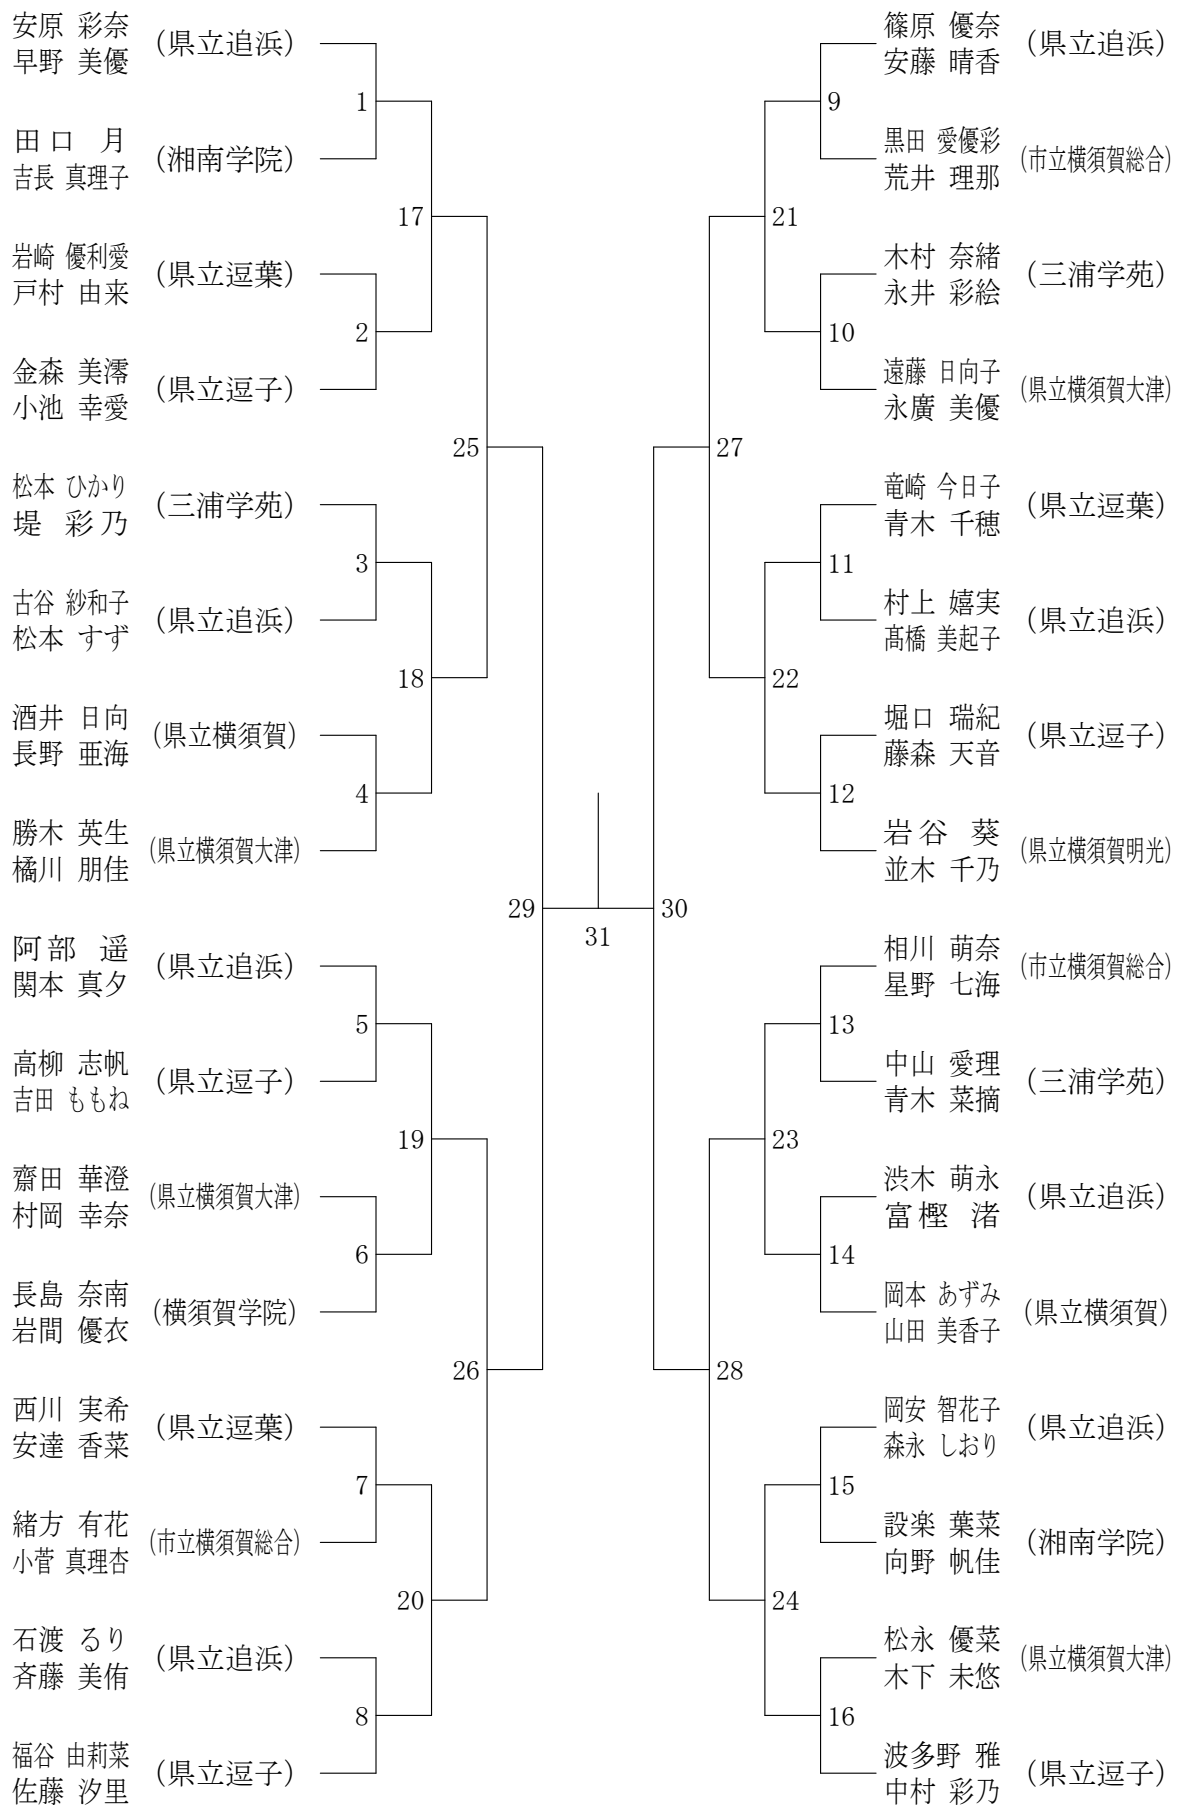 安原 彩奈
早野 美優
(県立追浜)
田口 月
吉長 真理子
(湘南学院)
岩崎 優利愛
戸村 由来
(県立逗葉)
金森 美澪
小池 幸愛
(県立逗子)
松本 ひかり
堤 彩乃
(三浦学苑)
古谷 紗和子
松本 すず
(県立追浜)
酒井 日向
長野 亜海
(県立横須賀)
勝木 英生
橘川 朋佳
(県立横須賀大津)
阿部 遥
関本 真夕
(県立追浜)
高柳 志帆
吉田 ももね
(県立逗子)
齋田 華澄
村岡 幸奈
(県立横須賀大津)
長島 奈南
岩間 優衣
(横須賀学院)
西川 実希
安達 香菜
(県立逗葉)
緒方 有花
小菅 真理杏
(市立横須賀総合)
石渡 るり
斉藤 美侑
(県立追浜)
福谷 由莉菜
佐藤 汐里
(県立逗子)
1
2
3
4
5
6
7
8
17
18
19
20
25
26
29
31
30
27
28
21
22
23
24
9
10
11
12
13
14
15
16
篠原 優奈
安藤 晴香
(県立追浜)
黒田 愛優彩
荒井 理那
(市立横須賀総合)
木村 奈緒
永井 彩絵
(三浦学苑)
遠藤 日向子
永廣 美優
(県立横須賀大津)
竜崎 今日子
青木 千穂
(県立逗葉)
村上 嬉実
髙橋 美起子
(県立追浜)
堀口 瑞紀
藤森 天音
(県立逗子)
岩谷 葵
並木 千乃
(県立横須賀明光)
相川 萌奈
星野 七海
(市立横須賀総合)
中山 愛理
青木 菜摘
(三浦学苑)
渋木 萌永
富樫 渚
(県立追浜)
岡本 あずみ
山田 美香子
(県立横須賀)
岡安 智花子
森永 しおり
(県立追浜)
設楽 葉菜
向野 帆佳
(湘南学院)
松永 優菜
木下 未悠
(県立横須賀大津)
波多野 雅
中村 彩乃
(県立逗子)